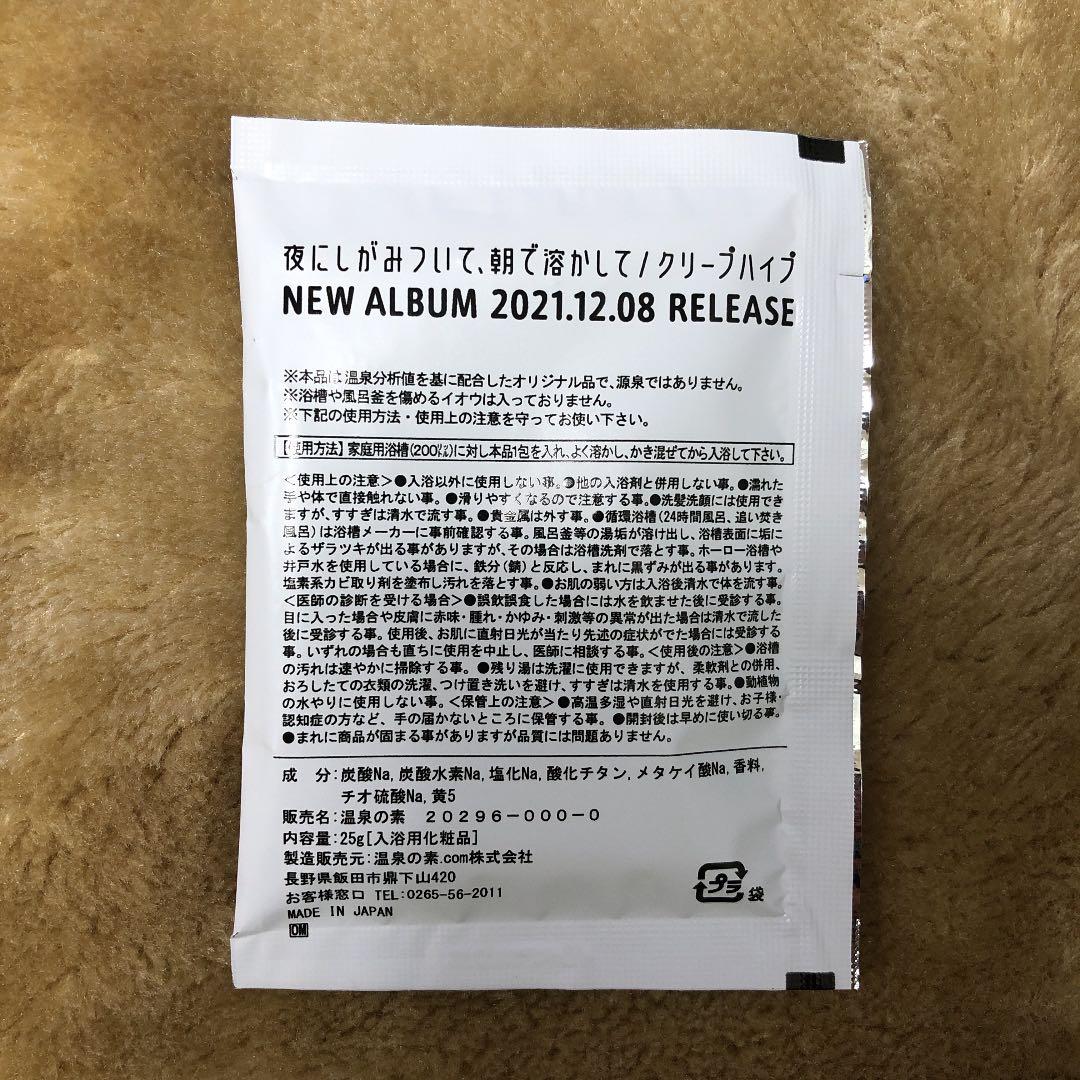 夜にしがみついて、朝で溶かして/クリープハイプ
NEW ALBUM 2021.12.08 RELEASE
※本品は温泉分析値を基に配合したオリジナル品で、源泉ではありません。
※浴槽や風呂釜を傷めるイオウは入っておりません。
※下記の使用方法・使用上の注意を守ってお使い下さい。
【使用方法】家庭用浴槽(200㍑)に対し本品1包を入れ、よく溶かし、かき混ぜてから入浴して下さい。
<使用上の注意>●入浴以外に使用しない事。●他の入浴剤と併用しない事。●濡れた
手や体で直接触れない事。●滑りやすくなるので注意する事。●洗髪洗顔には使用でき
ますが、すすぎは清水で流す事。●貴金属は外す事。●循環浴槽(24時間風呂、追い焚き
風呂)は浴槽メーカーに事前確認する事。風呂釜等の湯垢が溶け出し、浴槽表面に垢に
よるザラツキが出る事がありますが、その場合は浴槽洗剤で落とす事。ホーロー浴槽や
井戸水を使用している場合に、鉄分(錆)と反応し、まれに黒ずみが出る事があります。
塩素系カビ取り剤を塗布し汚れを落とす事。●お肌の弱い方は入浴後清水で体を流す事。
<医師の診断を受ける場合>●誤飲誤食した場合には水を飲ませた後に受診する事。
目に入った場合や皮膚に赤味・腫れ・かゆみ・刺激等の異常が出た場合は清水で流した
後に受診する事。使用後、お肌に直射日光が当たり先述の症状がでた場合には受診する
事。いずれの場合も直ちに使用を中止し、医師に相談する事。<使用後の注意>●浴槽
の汚れは速やかに掃除する事。●残り湯は洗濯に使用できますが、柔軟剤との併用、
おろしたての衣類の洗濯、つけ置き洗いを避け、すすぎは清水を使用する事。●動植物
の水やりに使用しない事。<保管上の注意>●高温多湿や直射日光を避け、お子様・
認知症の方など、手の届かないところに保管する事。●開封後は早めに使い切る事。
●まれに商品が固まる事がありますが品質には問題ありません。
成 分:炭酸Na,炭酸水素Na,塩化Na,酸化チタン,メタケイ酸Na,香料,
チオ硫酸Na,黄5
販売名:温泉の素 20296-000-0
内容量:25g[入浴用化粧品]
製造販売元:温泉の素.com株式会社
長野県飯田市鼎下山420
お客様窓口 TEL:0265-56-2011
MADE IN JAPAN
OM
プラ 袋